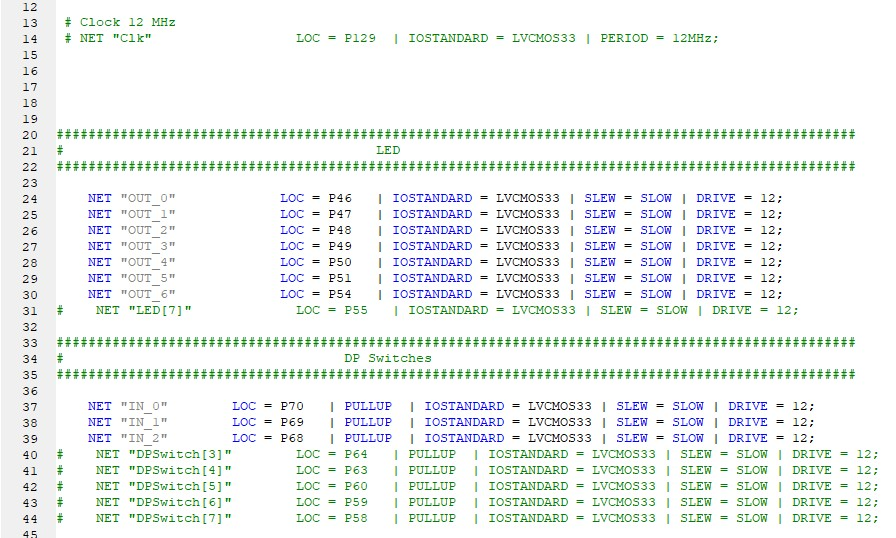 12
13 # Clock 12 MHz
14 # NET "Clk" LOC = P129 | IOSTANDARD = LVCMOS33 | PERIOD = 12MHz;
15
16
17
18
19
20 ####################################################################################################
21 # LED
22 ####################################################################################################
23
24 NET "OUT_0" LOC = P46 | IOSTANDARD = LVCMOS33 | SLEW = SLOW | DRIVE = 12;
25 NET "OUT_1" LOC = P47 | IOSTANDARD = LVCMOS33 | SLEW = SLOW | DRIVE = 12;
26 NET "OUT_2" LOC = P48 | IOSTANDARD = LVCMOS33 | SLEW = SLOW | DRIVE = 12;
27 NET "OUT_3" LOC = P49 | IOSTANDARD = LVCMOS33 | SLEW = SLOW | DRIVE = 12;
28 NET "OUT_4" LOC = P50 | IOSTANDARD = LVCMOS33 | SLEW = SLOW | DRIVE = 12;
29 NET "OUT_5" LOC = P51 | IOSTANDARD = LVCMOS33 | SLEW = SLOW | DRIVE = 12;
30 NET "OUT_6" LOC = P54 | IOSTANDARD = LVCMOS33 | SLEW = SLOW | DRIVE = 12;
31 # NET "LED[7]" LOC = P55 | IOSTANDARD = LVCMOS33 | SLEW = SLOW | DRIVE = 12;
32
33 ####################################################################################################
34 # DP Switches
35 ####################################################################################################
36
37 NET "IN_0" LOC = P70 | PULLUP | IOSTANDARD = LVCMOS33 | SLEW = SLOW | DRIVE = 12;
38 NET "IN_1" LOC = P69 | PULLUP | IOSTANDARD = LVCMOS33 | SLEW = SLOW | DRIVE = 12;
39 NET "IN_2" LOC = P68 | PULLUP | IOSTANDARD = LVCMOS33 | SLEW = SLOW | DRIVE = 12;
40 # NET "DPSwitch[3]" LOC = P64 | PULLUP | IOSTANDARD = LVCMOS33 | SLEW = SLOW | DRIVE = 12;
41 # NET "DPSwitch[4]" LOC = P63 | PULLUP | IOSTANDARD = LVCMOS33 | SLEW = SLOW | DRIVE = 12;
42 # NET "DPSwitch[5]" LOC = P60 | PULLUP | IOSTANDARD = LVCMOS33 | SLEW = SLOW | DRIVE = 12;
43 # NET "DPSwitch[6]" LOC = P59 | PULLUP | IOSTANDARD = LVCMOS33 | SLEW = SLOW | DRIVE = 12;
44 # NET "DPSwitch[7]" LOC = P58 | PULLUP | IOSTANDARD = LVCMOS33 | SLEW = SLOW | DRIVE = 12;
45